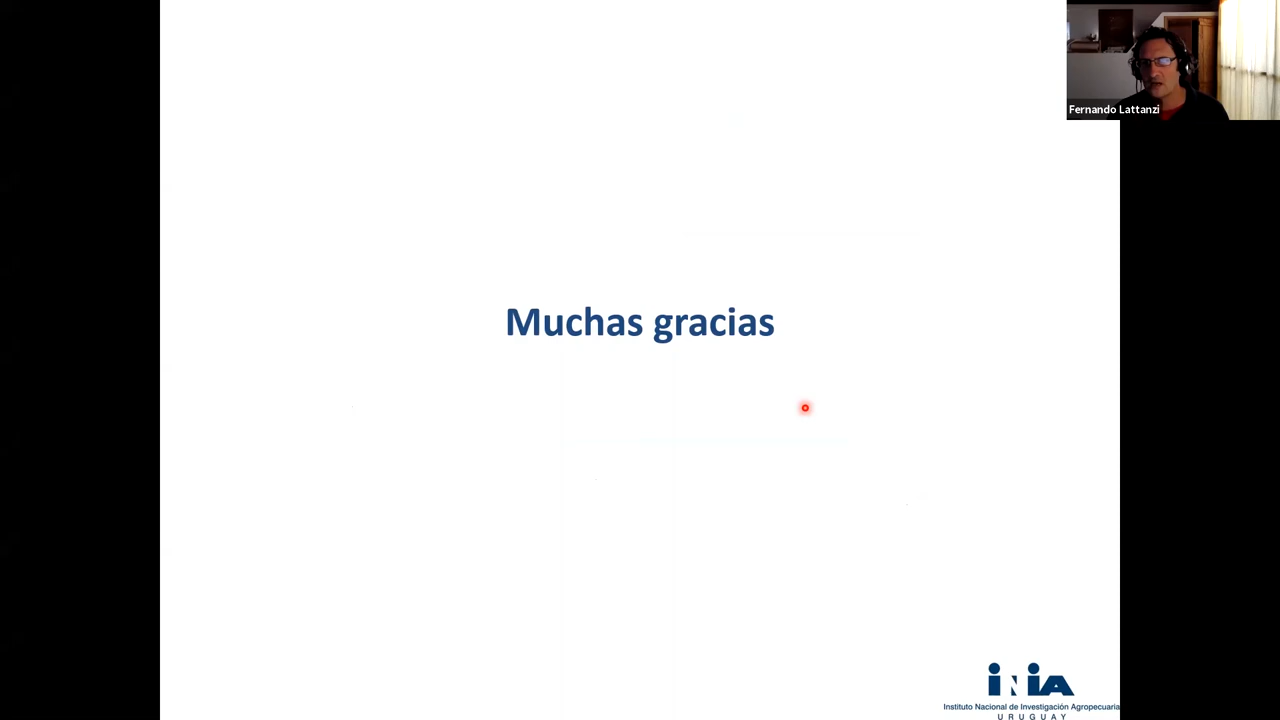 Fernando Lattanzi
Muchas gracias
iNiA
Instituto Nacional de Investigación Agropecuaria
URUGUAY